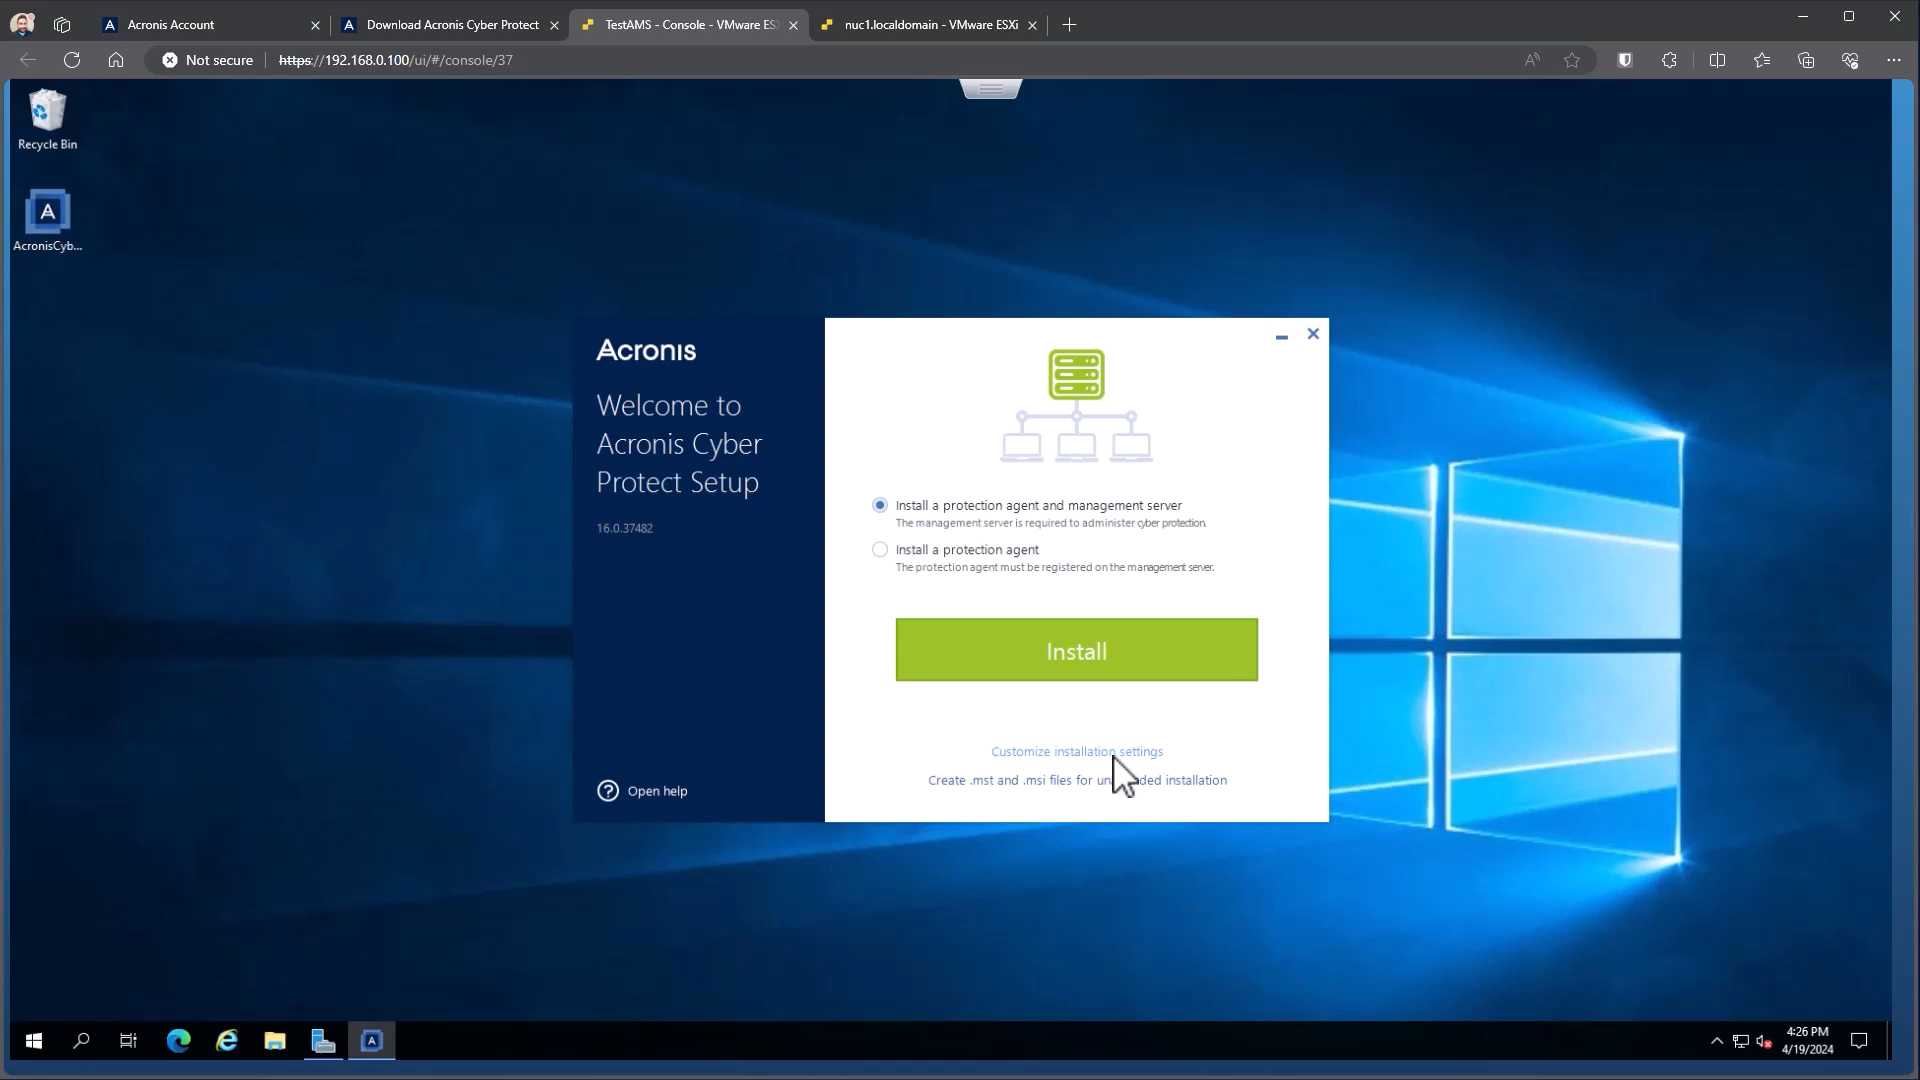 Acronis Account
Download Acronis Cyber Protect
TestAMS - Console - VMware ESX
nuc1.localdomain - VMware ESXi
Not secure
https://192.168.0.100/ui/#/console/37
Recycle Bin
AcronisCyb...
Acronis
Welcome to
Acronis Cyber
Protect Setup
16.0.37482
Open help
Install a protection agent and management server
The management server is required to administer cyber protection.
Install a protection agent
The protection agent must be registered on the management server.
Install
Customize installation settings
Create .mst and .msi files for un ded installation
4:26 PM
4/19/2024